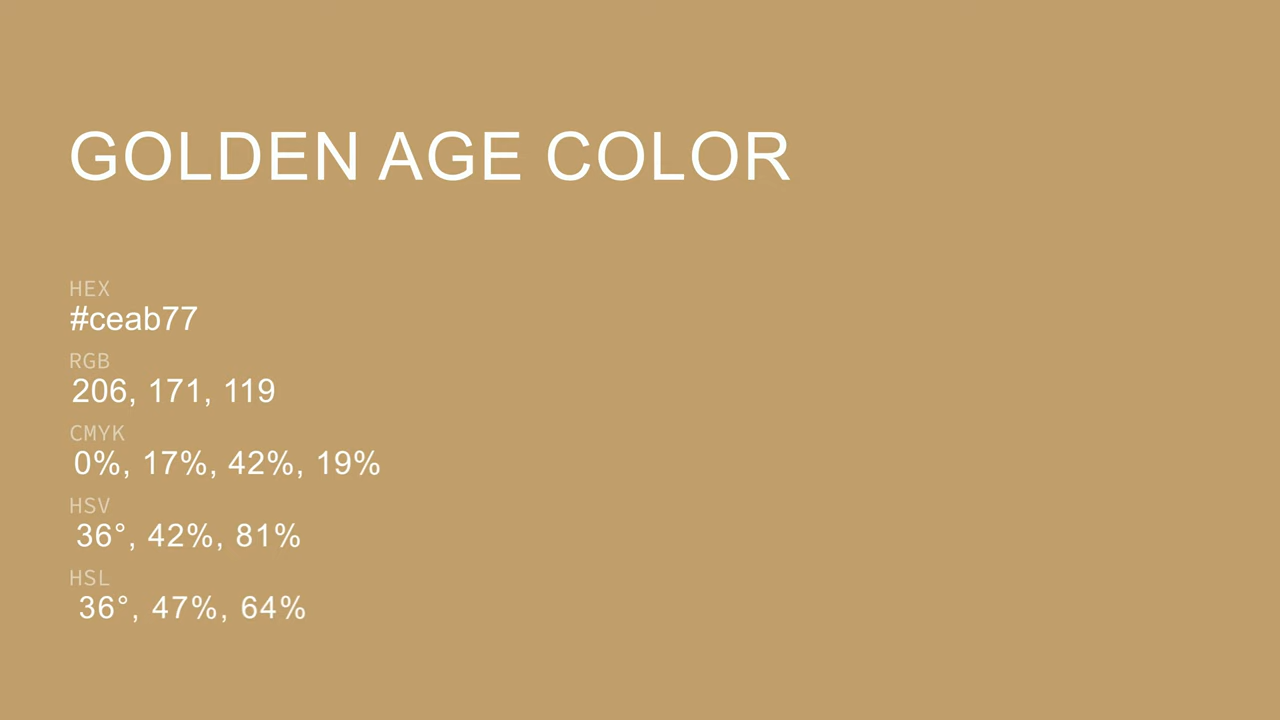 GOLDEN AGE COLOR
HEX
#ceab77
RGB
206, 171, 119
CMYK
0%, 17%, 42%, 19%
HSV
36°, 42%, 81%
HSL
36°, 47%, 64%